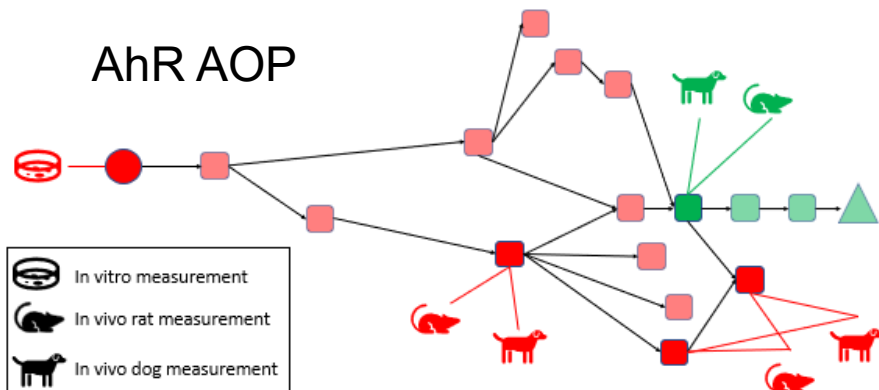 AhR AOP
In vitro measurement
In vivo rat measurement
In vivo dog measurement